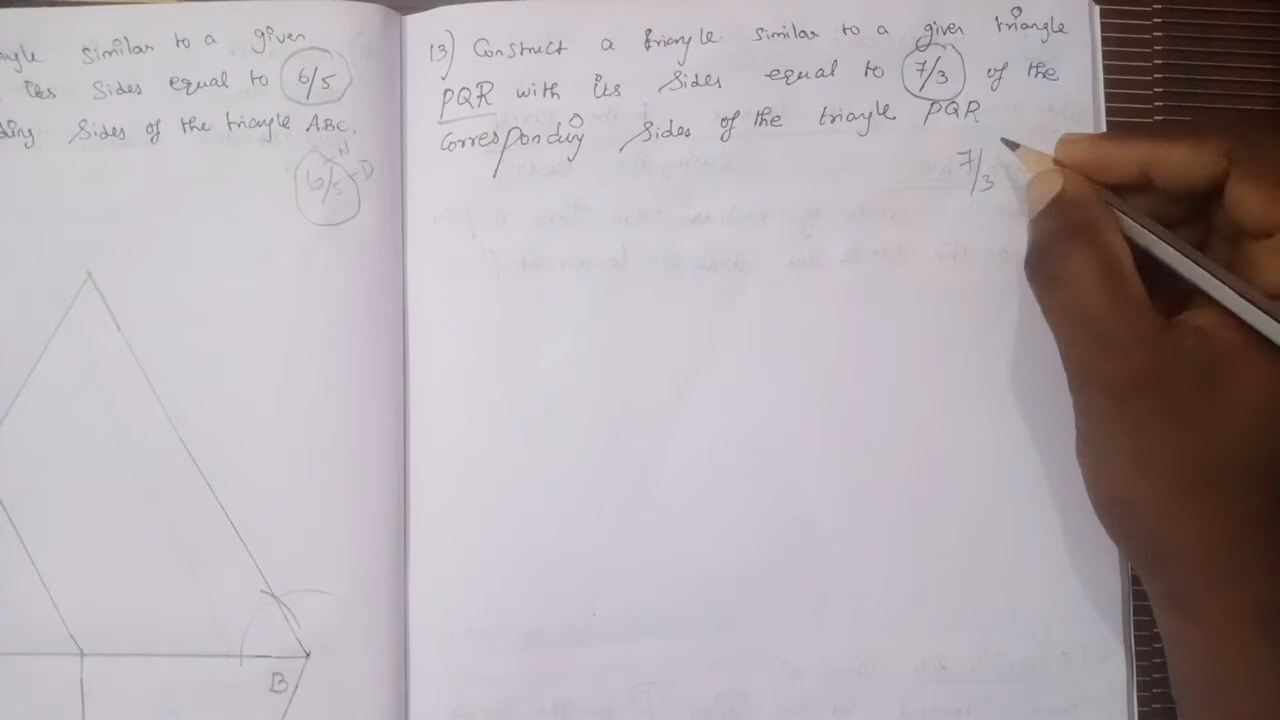 angle similar to a given
its sides equal to 6/5
ding sides of the triangle ABC.
6/5 N D
B
13) Construct a triangle similar to a given triangle
PQR with its sides equal to 7/3 of the
corresponding sides of the triangle PQR
7/3